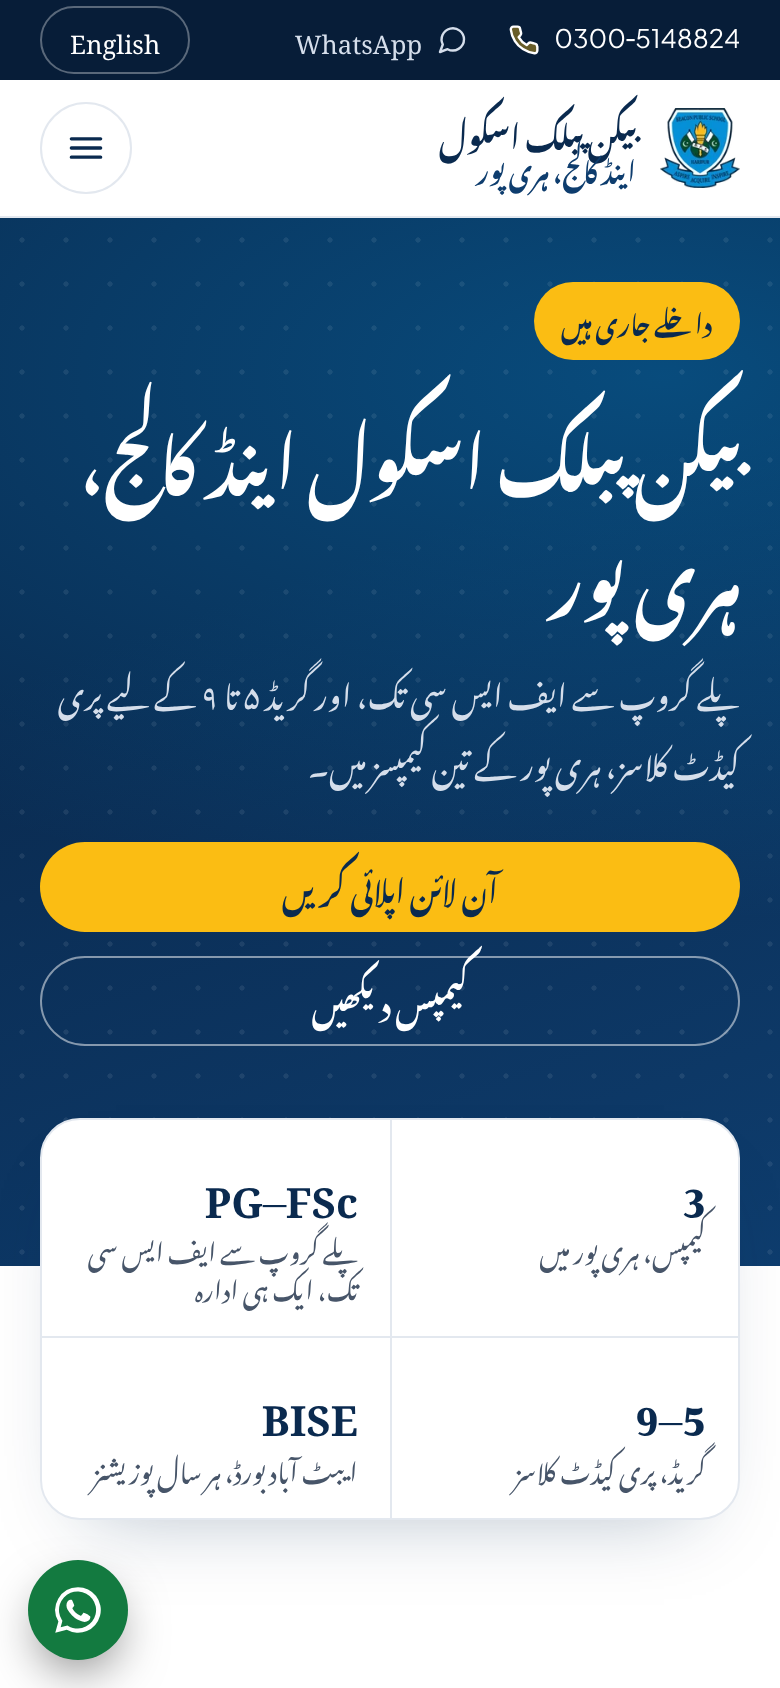 0300-5148824
WhatsApp
English
بیکن پبلک اسکول
اینڈ کالج، ہری پور
داخلے جاری ہیں
بیکن پبلک اسکول اینڈ کالج،
ہری پور
پلے گروپ سے ایف ایس سی تک، اور گریڈ ۵ تا ۹ کے لیے پری
کیڈٹ کلاسز، ہری پور کے تین کیمپسز میں۔
آن لائن اپلائی کریں
کیمپس دیکھیں
3
کیمپس، ہری پور میں
PG–FSc
پلے گروپ سے ایف ایس سی
تک، ایک ہی ادارہ
9–5
گریڈ، پری کیڈٹ کلاسز
BISE
ایبٹ آباد بورڈ، ہر سال پوزیشنز